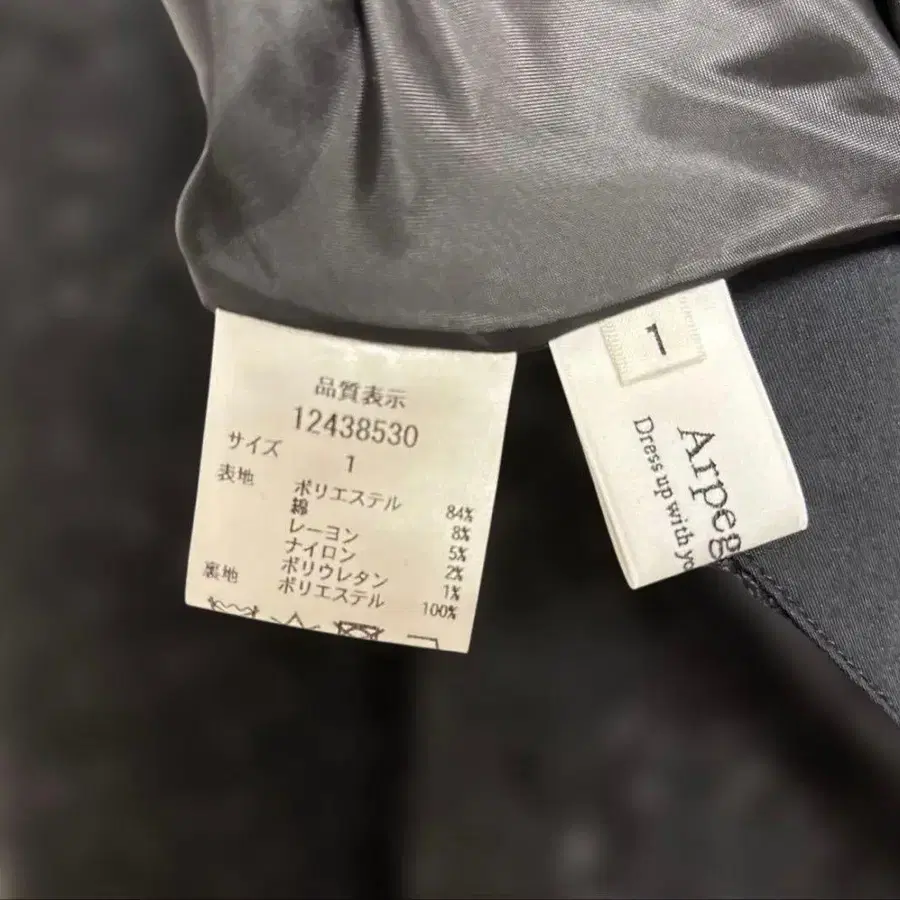 品質表示
12438530
サイズ 1
表地 ポリエステル 84%
綿 8%
レーヨン 5%
ナイロン 2%
ポリウレタン 1%
裏地 ポリエステル 100%
1
Arpeg
Dress up with yo